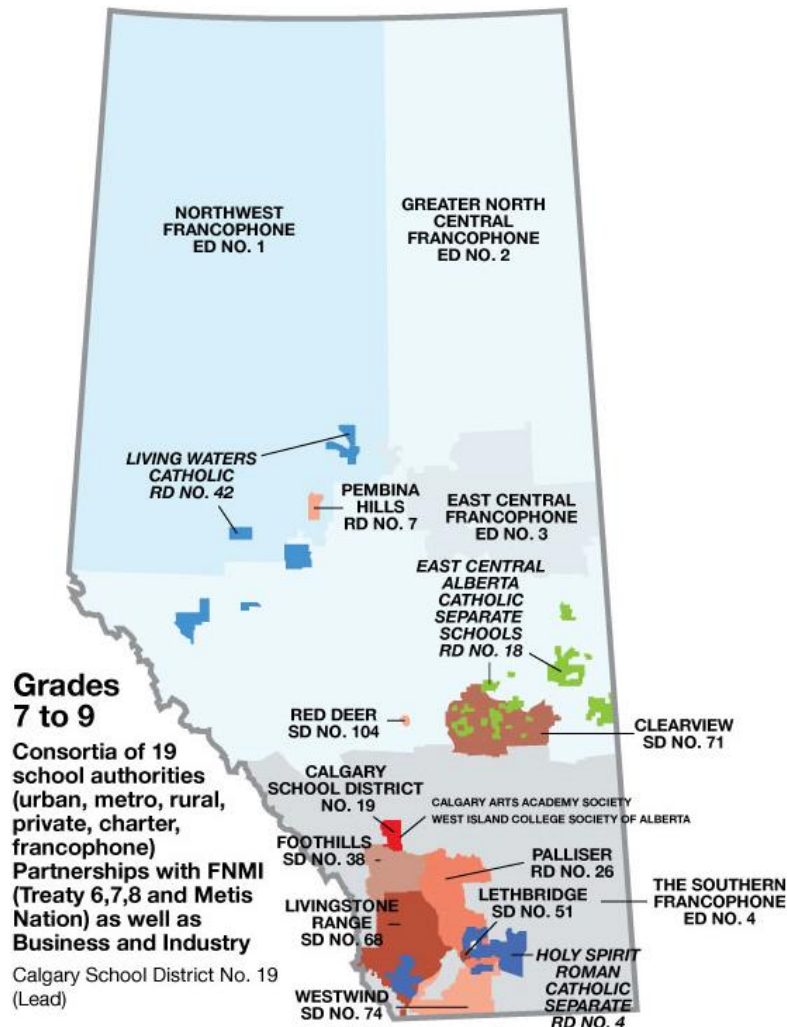 NORTHWEST
FRANCOPHONE
ED NO. 1
GREATER NORTH
CENTRAL
FRANCOPHONE
ED NO. 2
LIVING WATERS
CATHOLIC
RD NO. 42
PEMBINA
HILLS
RD NO. 7
EAST CENTRAL
FRANCOPHONE
ED NO. 3
EAST CENTRAL
ALBERTA
CATHOLIC
SEPARATE
SCHOOLS
RD NO. 18
RED DEER
SD NO. 104
CLEARVIEW
SD NO. 71
CALGARY
SCHOOL DISTRICT
NO. 19
CALGARY ARTS ACADEMY SOCIETY
WEST ISLAND COLLEGE SOCIETY OF ALBERTA
FOOTHILLS
SD NO. 38
PALLISER
RD NO. 26
LETHBRIDGE
SD NO. 51
THE SOUTHERN
FRANCOPHONE
ED NO. 4
LIVINGSTONE
RANGE
SD NO. 68
HOLY SPIRIT
ROMAN
CATHOLIC
SEPARATE
RD NO. 4
WESTWIND
SD NO. 74
Grades
7 to 9
Consortia of 19
school authorities
(urban, metro, rural,
private, charter,
francophone)
Partnerships with FNMI
(Treaty 6,7,8 and Metis
Nation) as well as
Business and Industry
Calgary School District No. 19
(Lead)